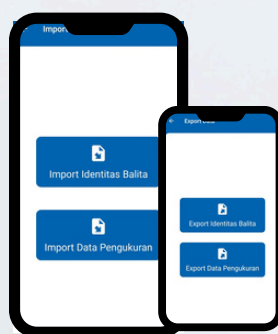 Import
Import Identitas Balita
Import Data Pengukuran
Export Data
Export Identitas Balita
Export Data Pengukuran